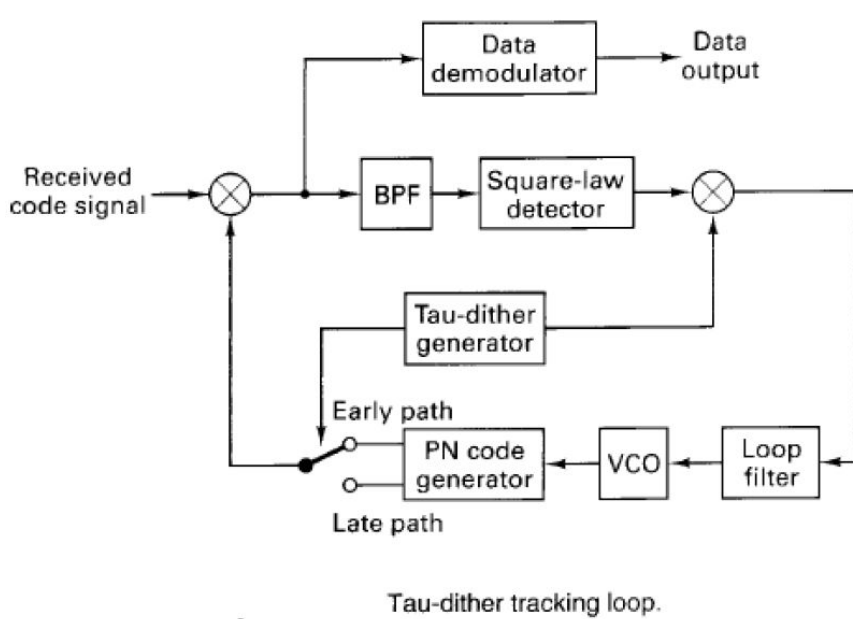 Data
demodulator
Data
output
Received
code signal
BPF
Square-law
detector
Tau-dither
generator
Early path
PN code
generator
VCO
Loop
filter
Late path
Tau-dither tracking loop.